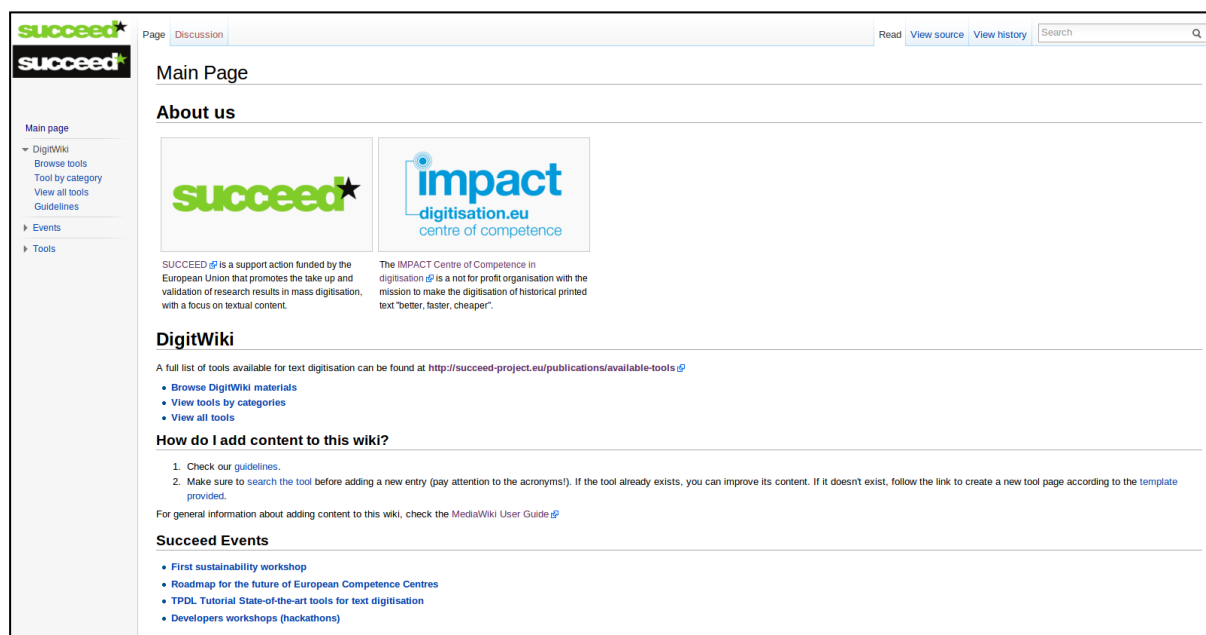 succeed
succeed
Page Discussion
Read View source View history
Search
Main page
DigitWiki
Browse tools
Tool by category
View all tools
Guidelines
Events
Tools
Main Page
About us
succeed
impact
digitisation.eu
centre of competence
SUCCEED is a support action funded by the
European Union that promotes the take up and
validation of research results in mass digitisation,
with a focus on textual content.
The IMPACT Centre of Competence in
digitisation is a not for profit organisation with the
mission to make the digitisation of historical printed
text "better, faster, cheaper".
DigitWiki
A full list of tools available for text digitisation can be found at http://succeed-project.eu/publications/available-tools
• Browse DigitWiki materials
• View tools by categories
• View all tools
How do I add content to this wiki?
1. Check our guidelines.
2. Make sure to search the tool before adding a new entry (pay attention to the acronyms!). If the tool already exists, you can improve its content. If it doesn't exist, follow the link to create a new tool page according to the template
provided.
For general information about adding content to this wiki, check the MediaWiki User Guide
Succeed Events
• First sustainability workshop
• Roadmap for the future of European Competence Centres
• TPDL Tutorial State-of-the-art tools for text digitisation
• Developers workshops (hackathons)